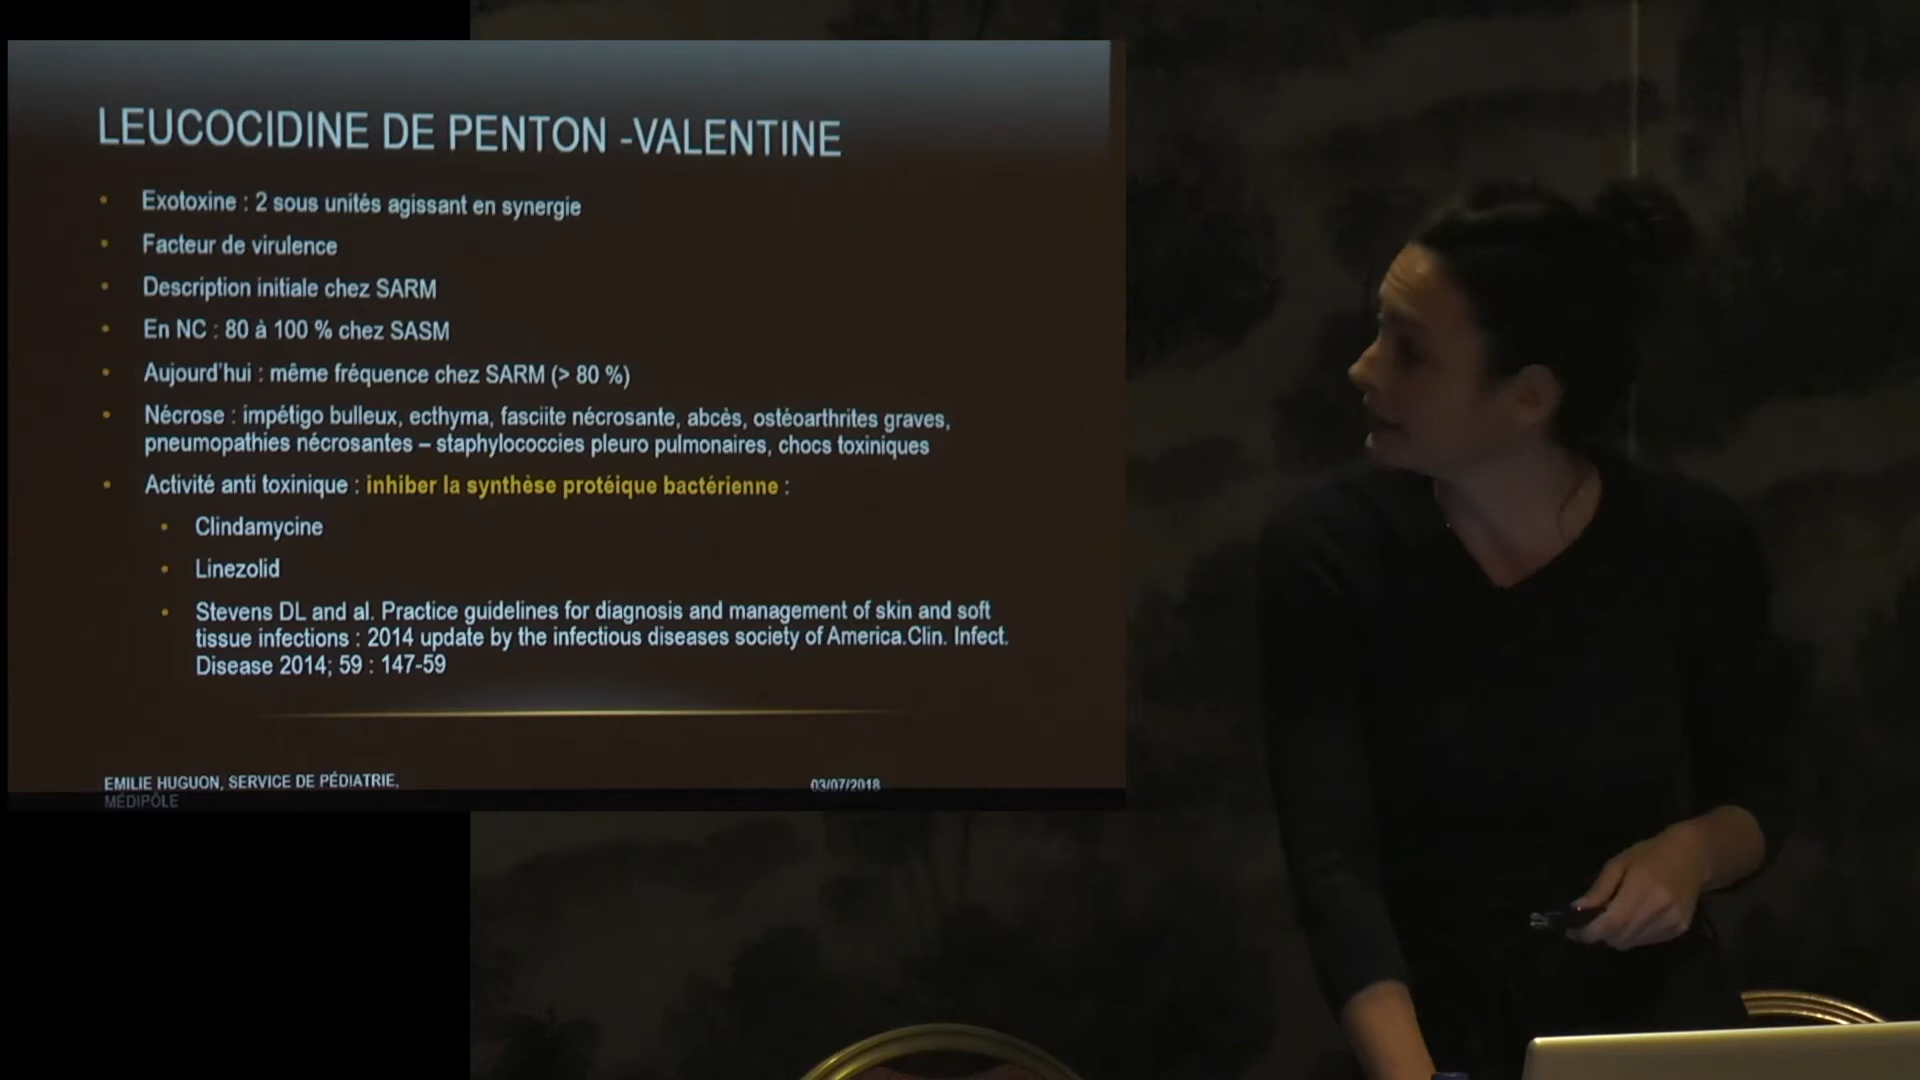 LEUCOCIDINE DE PENTON -VALENTINE
• Exotoxine : 2 sous unités agissant en synergie
• Facteur de virulence
• Description initiale chez SARM
• En NC : 80 à 100 % chez SASM
• Aujourd'hui : même fréquence chez SARM (> 80 %)
• Nécrose : impétigo bulleux, ecthyma, fasciite nécrosante, abcès, ostéoarthrites graves,
pneumopathies nécrosantes – staphylococcies pleuro pulmonaires, chocs toxiniques
• Activité anti toxinique : inhiber la synthèse protéique bactérienne :
• Clindamycine
• Linezolid
• Stevens DL and al. Practice guidelines for diagnosis and management of skin and soft
tissue infections : 2014 update by the infectious diseases society of America.Clin. Infect.
Disease 2014; 59 : 147-59
EMILIE HUGUON, SERVICE DE PÉDIATRIE,
MÉDIPÔLE
03/07/2018